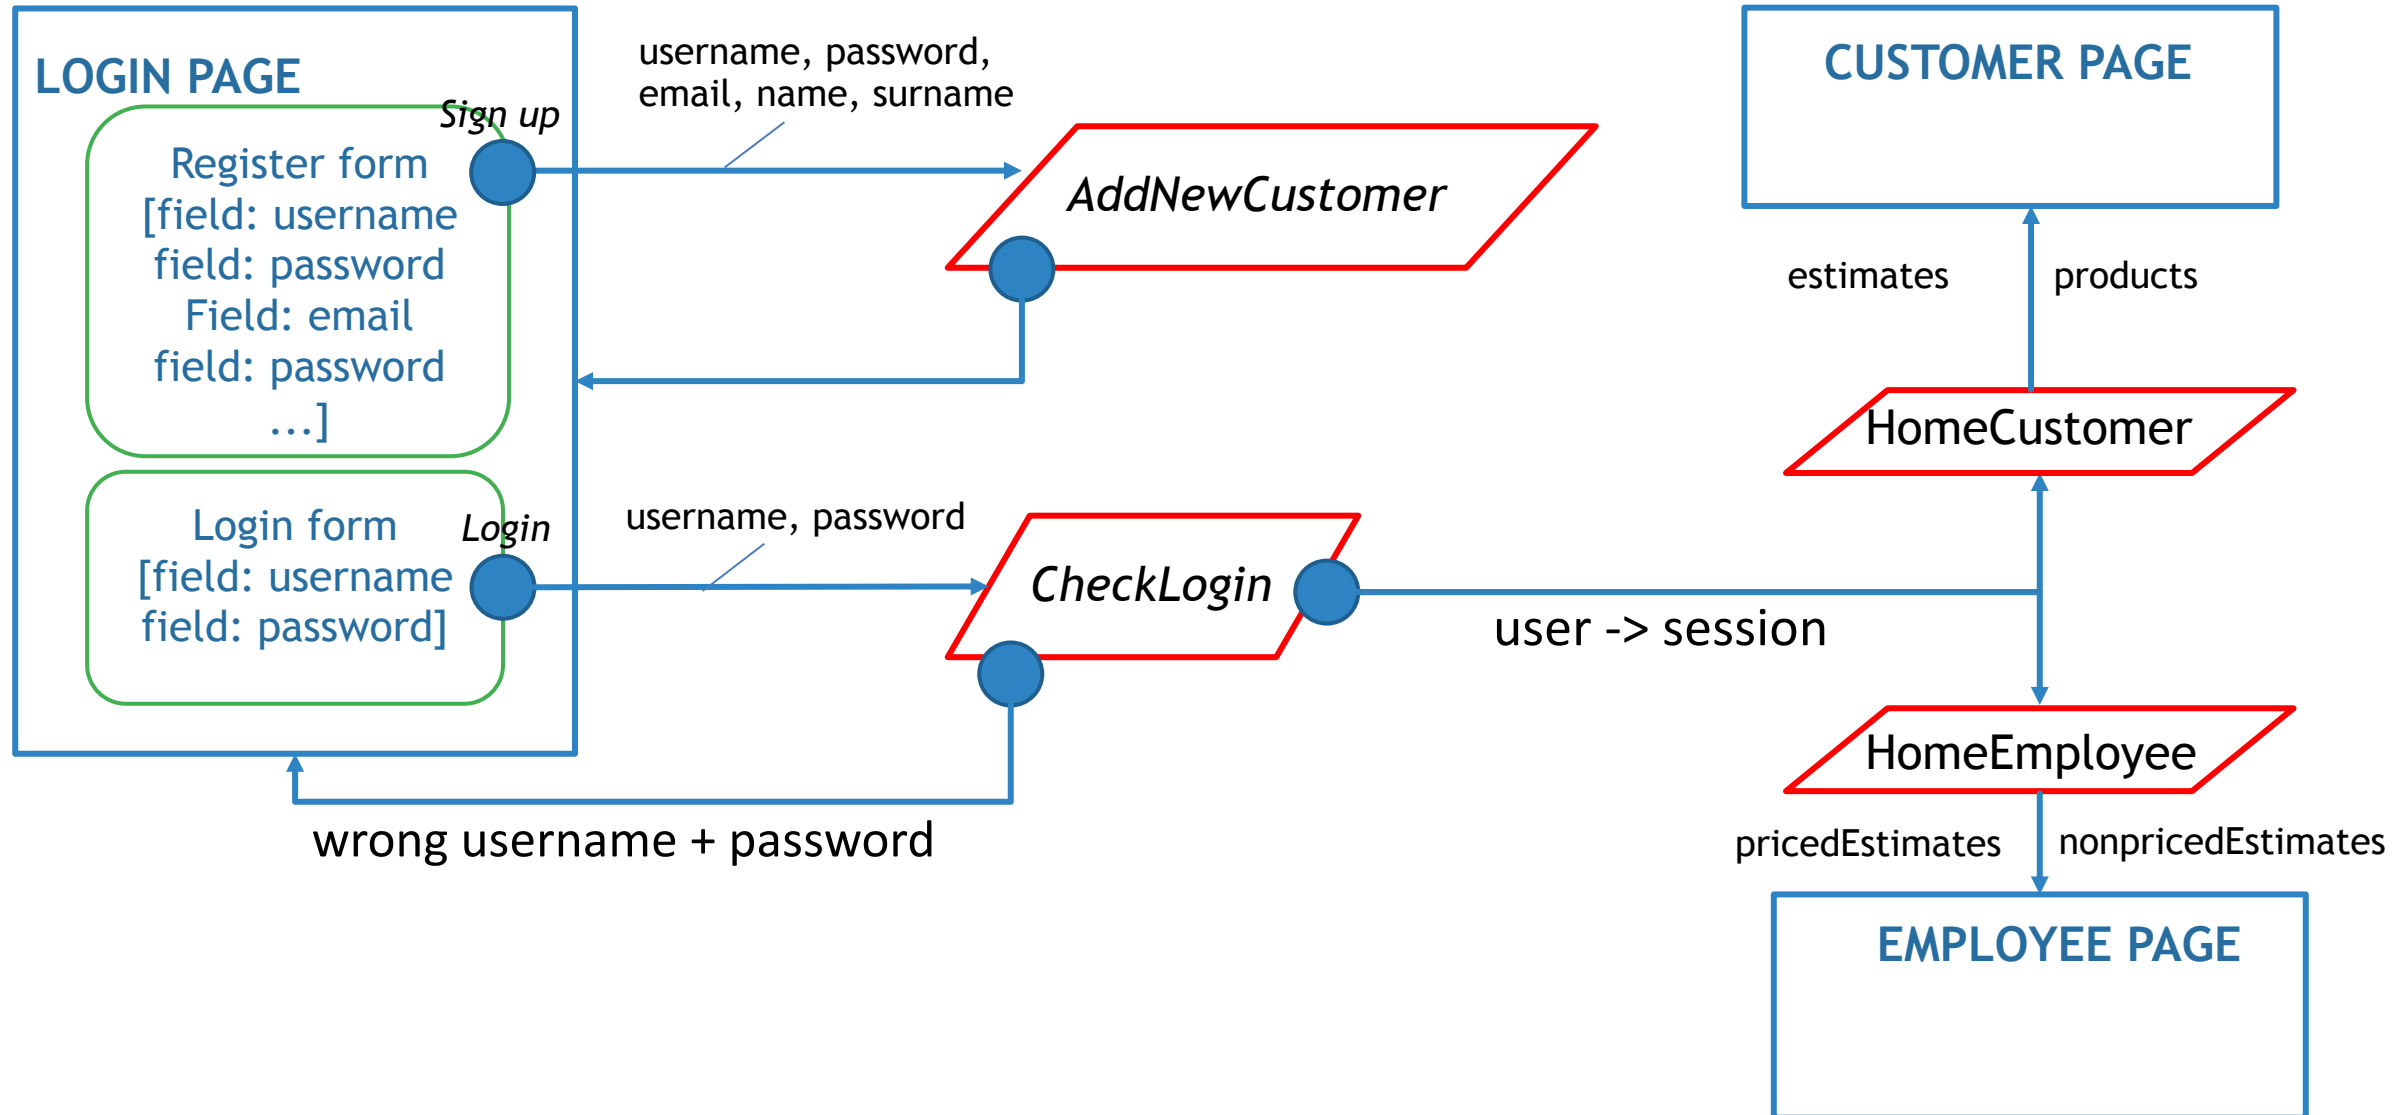 LOGIN PAGE
Sign up
Register form
[field: username
field: password
Field: email
field: password
...]
Login form
[field: username
field: password]
Login
username, password,
email, name, surname
AddNewCustomer
username, password
CheckLogin
wrong username + password
user -> session
CUSTOMER PAGE
estimates
products
HomeCustomer
HomeEmployee
pricedEstimates
nonpricedEstimates
EMPLOYEE PAGE